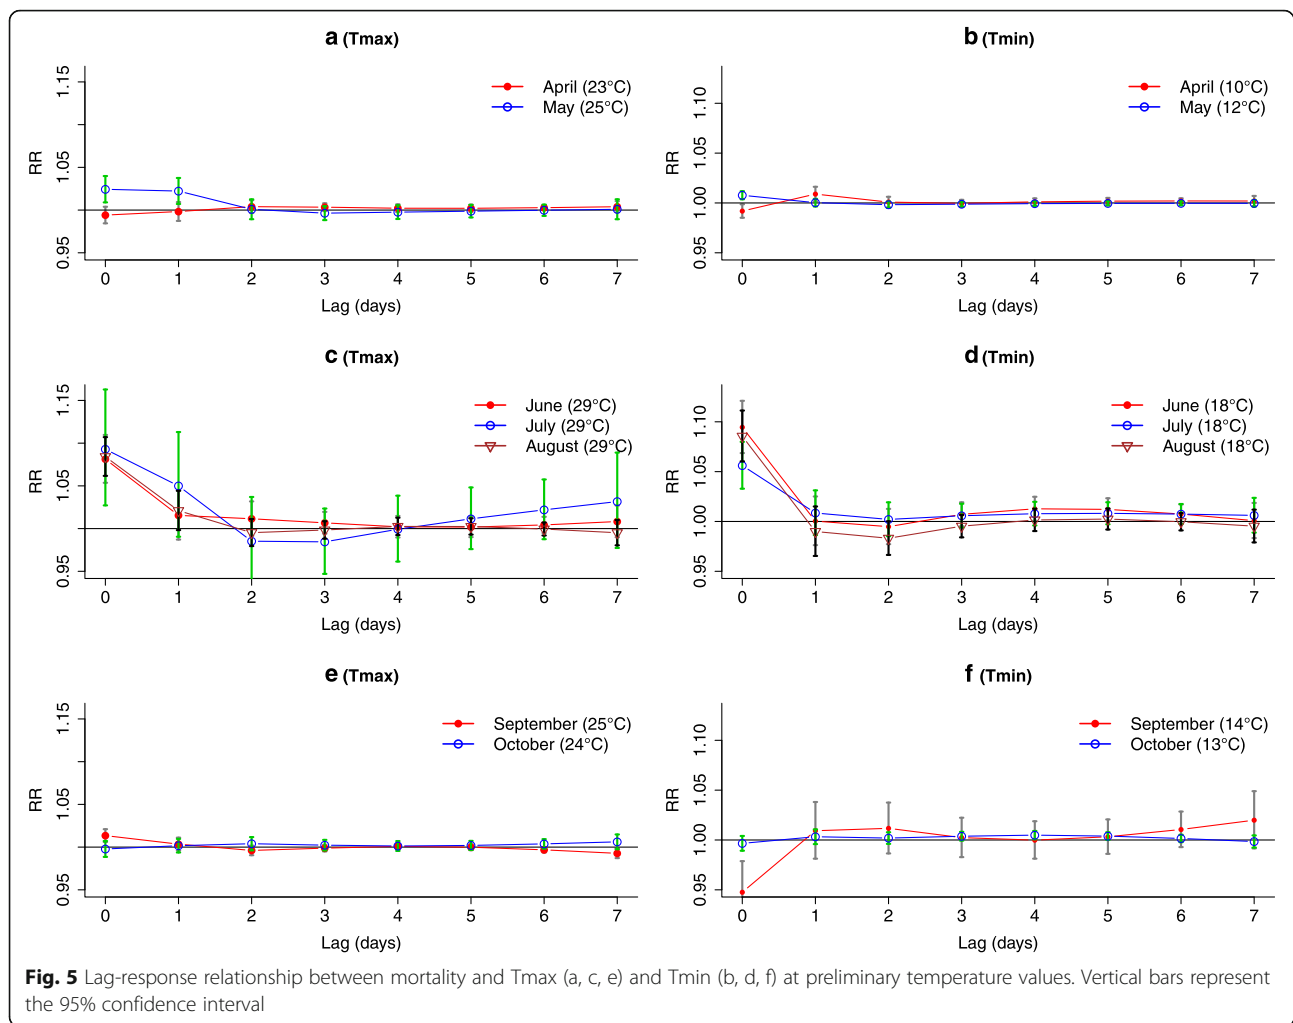 a (Tmax)
1.15
1.05
0.95
RR
April (23°C)
May (25°C)
0 1 2 3 4 5 6 7
Lag (days)
b (Tmin)
1.10
1.05
1.00
0.95
RR
April (10°C)
May (12°C)
0 1 2 3 4 5 6 7
Lag (days)
c (Tmax)
1.15
1.05
0.95
RR
June (29°C)
July (29°C)
August (29°C)
0 1 2 3 4 5 6 7
Lag (days)
d (Tmin)
1.10
1.05
1.00
0.95
RR
June (18°C)
July (18°C)
August (18°C)
0 1 2 3 4 5 6 7
Lag (days)
e (Tmax)
1.15
1.05
0.95
RR
September (25°C)
October (24°C)
0 1 2 3 4 5 6 7
Lag (days)
f (Tmin)
1.10
1.05
1.00
0.95
RR
September (14°C)
October (13°C)
0 1 2 3 4 5 6 7
Lag (days)
Fig. 5 Lag-response relationship between mortality and Tmax (a, c, e) and Tmin (b, d, f) at preliminary temperature values. Vertical bars represent
the 95% confidence interval